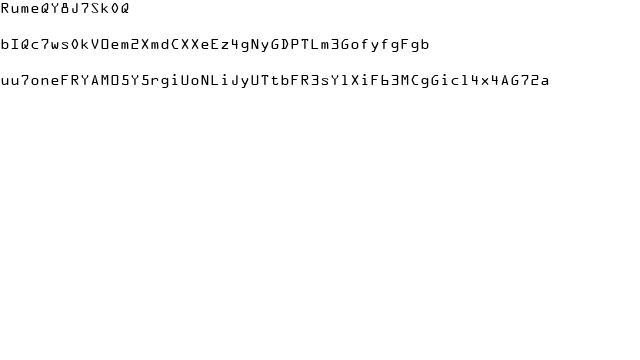 RumeQY8J7Sk0Q
bIQc7ws0kVOem2XmdCXXeEz4gNyGDPTLm3GofyfgFgb
uu7oneFRYAMO5Y5rgiUoNLiJyUTtbFR3sY1XiF63MCgGic14x4AG72a